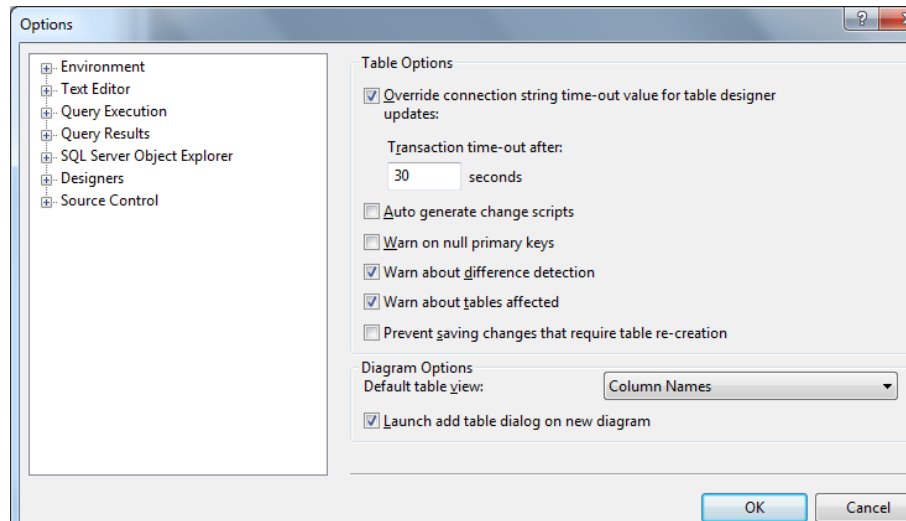 Options
?
Environment
Text Editor
Query Execution
Query Results
SQL Server Object Explorer
Designers
Source Control
Table Options
Override connection string time-out value for table designer
updates:
Transaction time-out after:
30 seconds
Auto generate change scripts
Warn on null primary keys
Warn about difference detection
Warn about tables affected
Prevent saving changes that require table re-creation
Diagram Options
Default table view: Column Names
Launch add table dialog on new diagram
OK Cancel